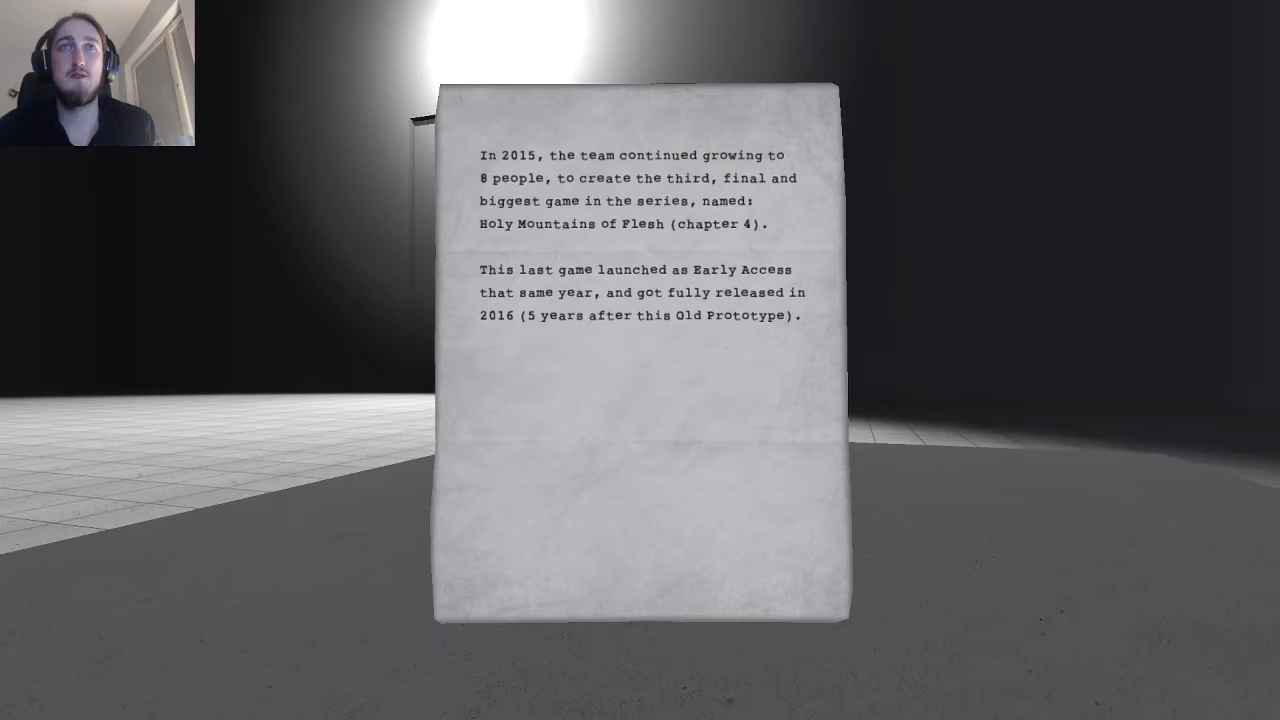 In 2015, the team continued growing to
8 people, to create the third, final and
biggest game in the series, named:
Holy Mountains of Flesh (chapter 4).
This last game launched as Early Access
that same year, and got fully released in
2016 (5 years after this Old Prototype).